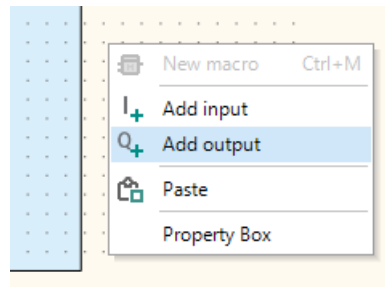 New macro Ctrl+M
Add input
Add output
Paste
Property Box